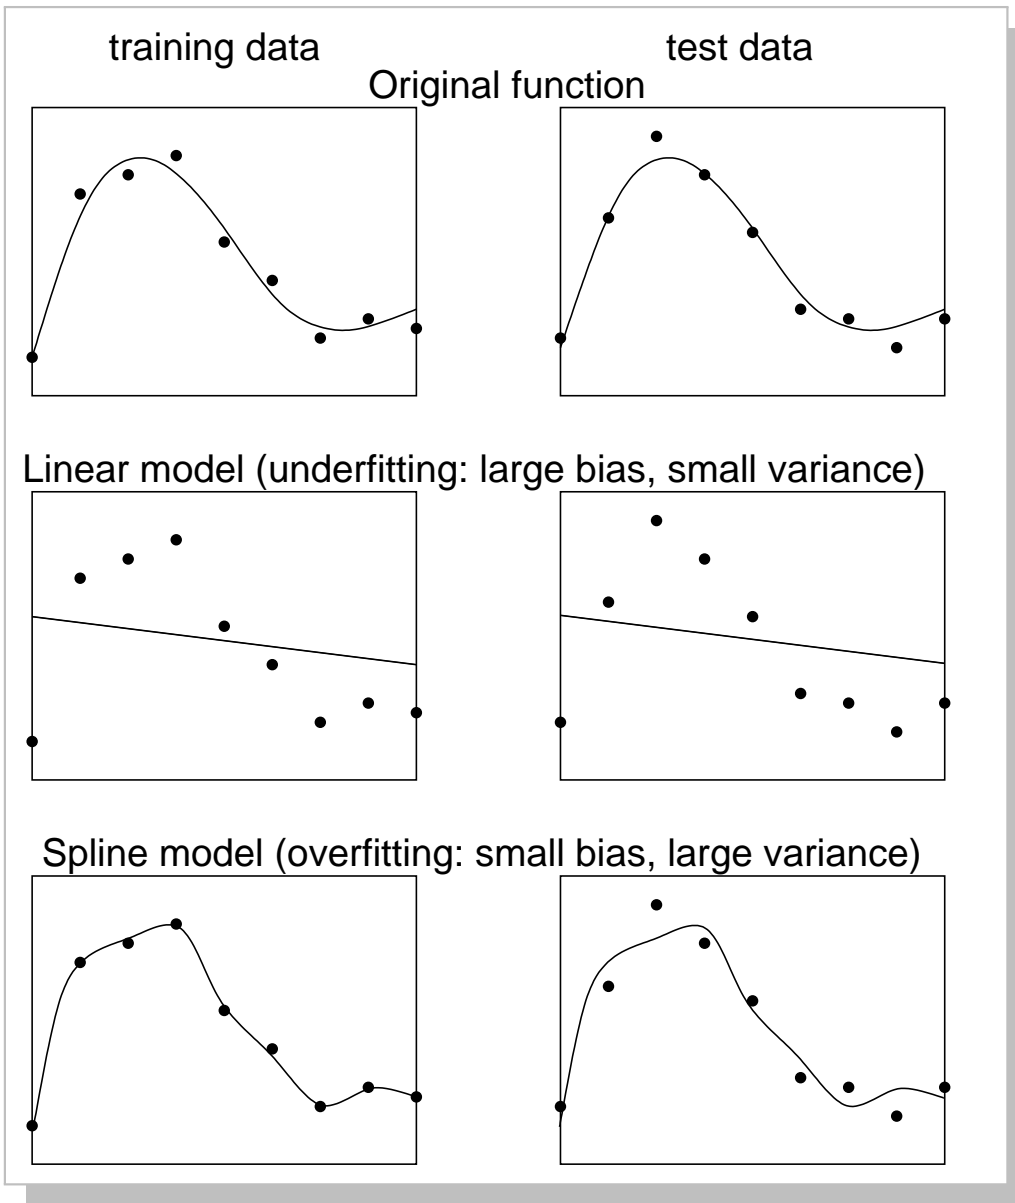 training data
test data
Original function
Linear model (underfitting: large bias, small variance)
Spline model (overfitting: small bias, large variance)